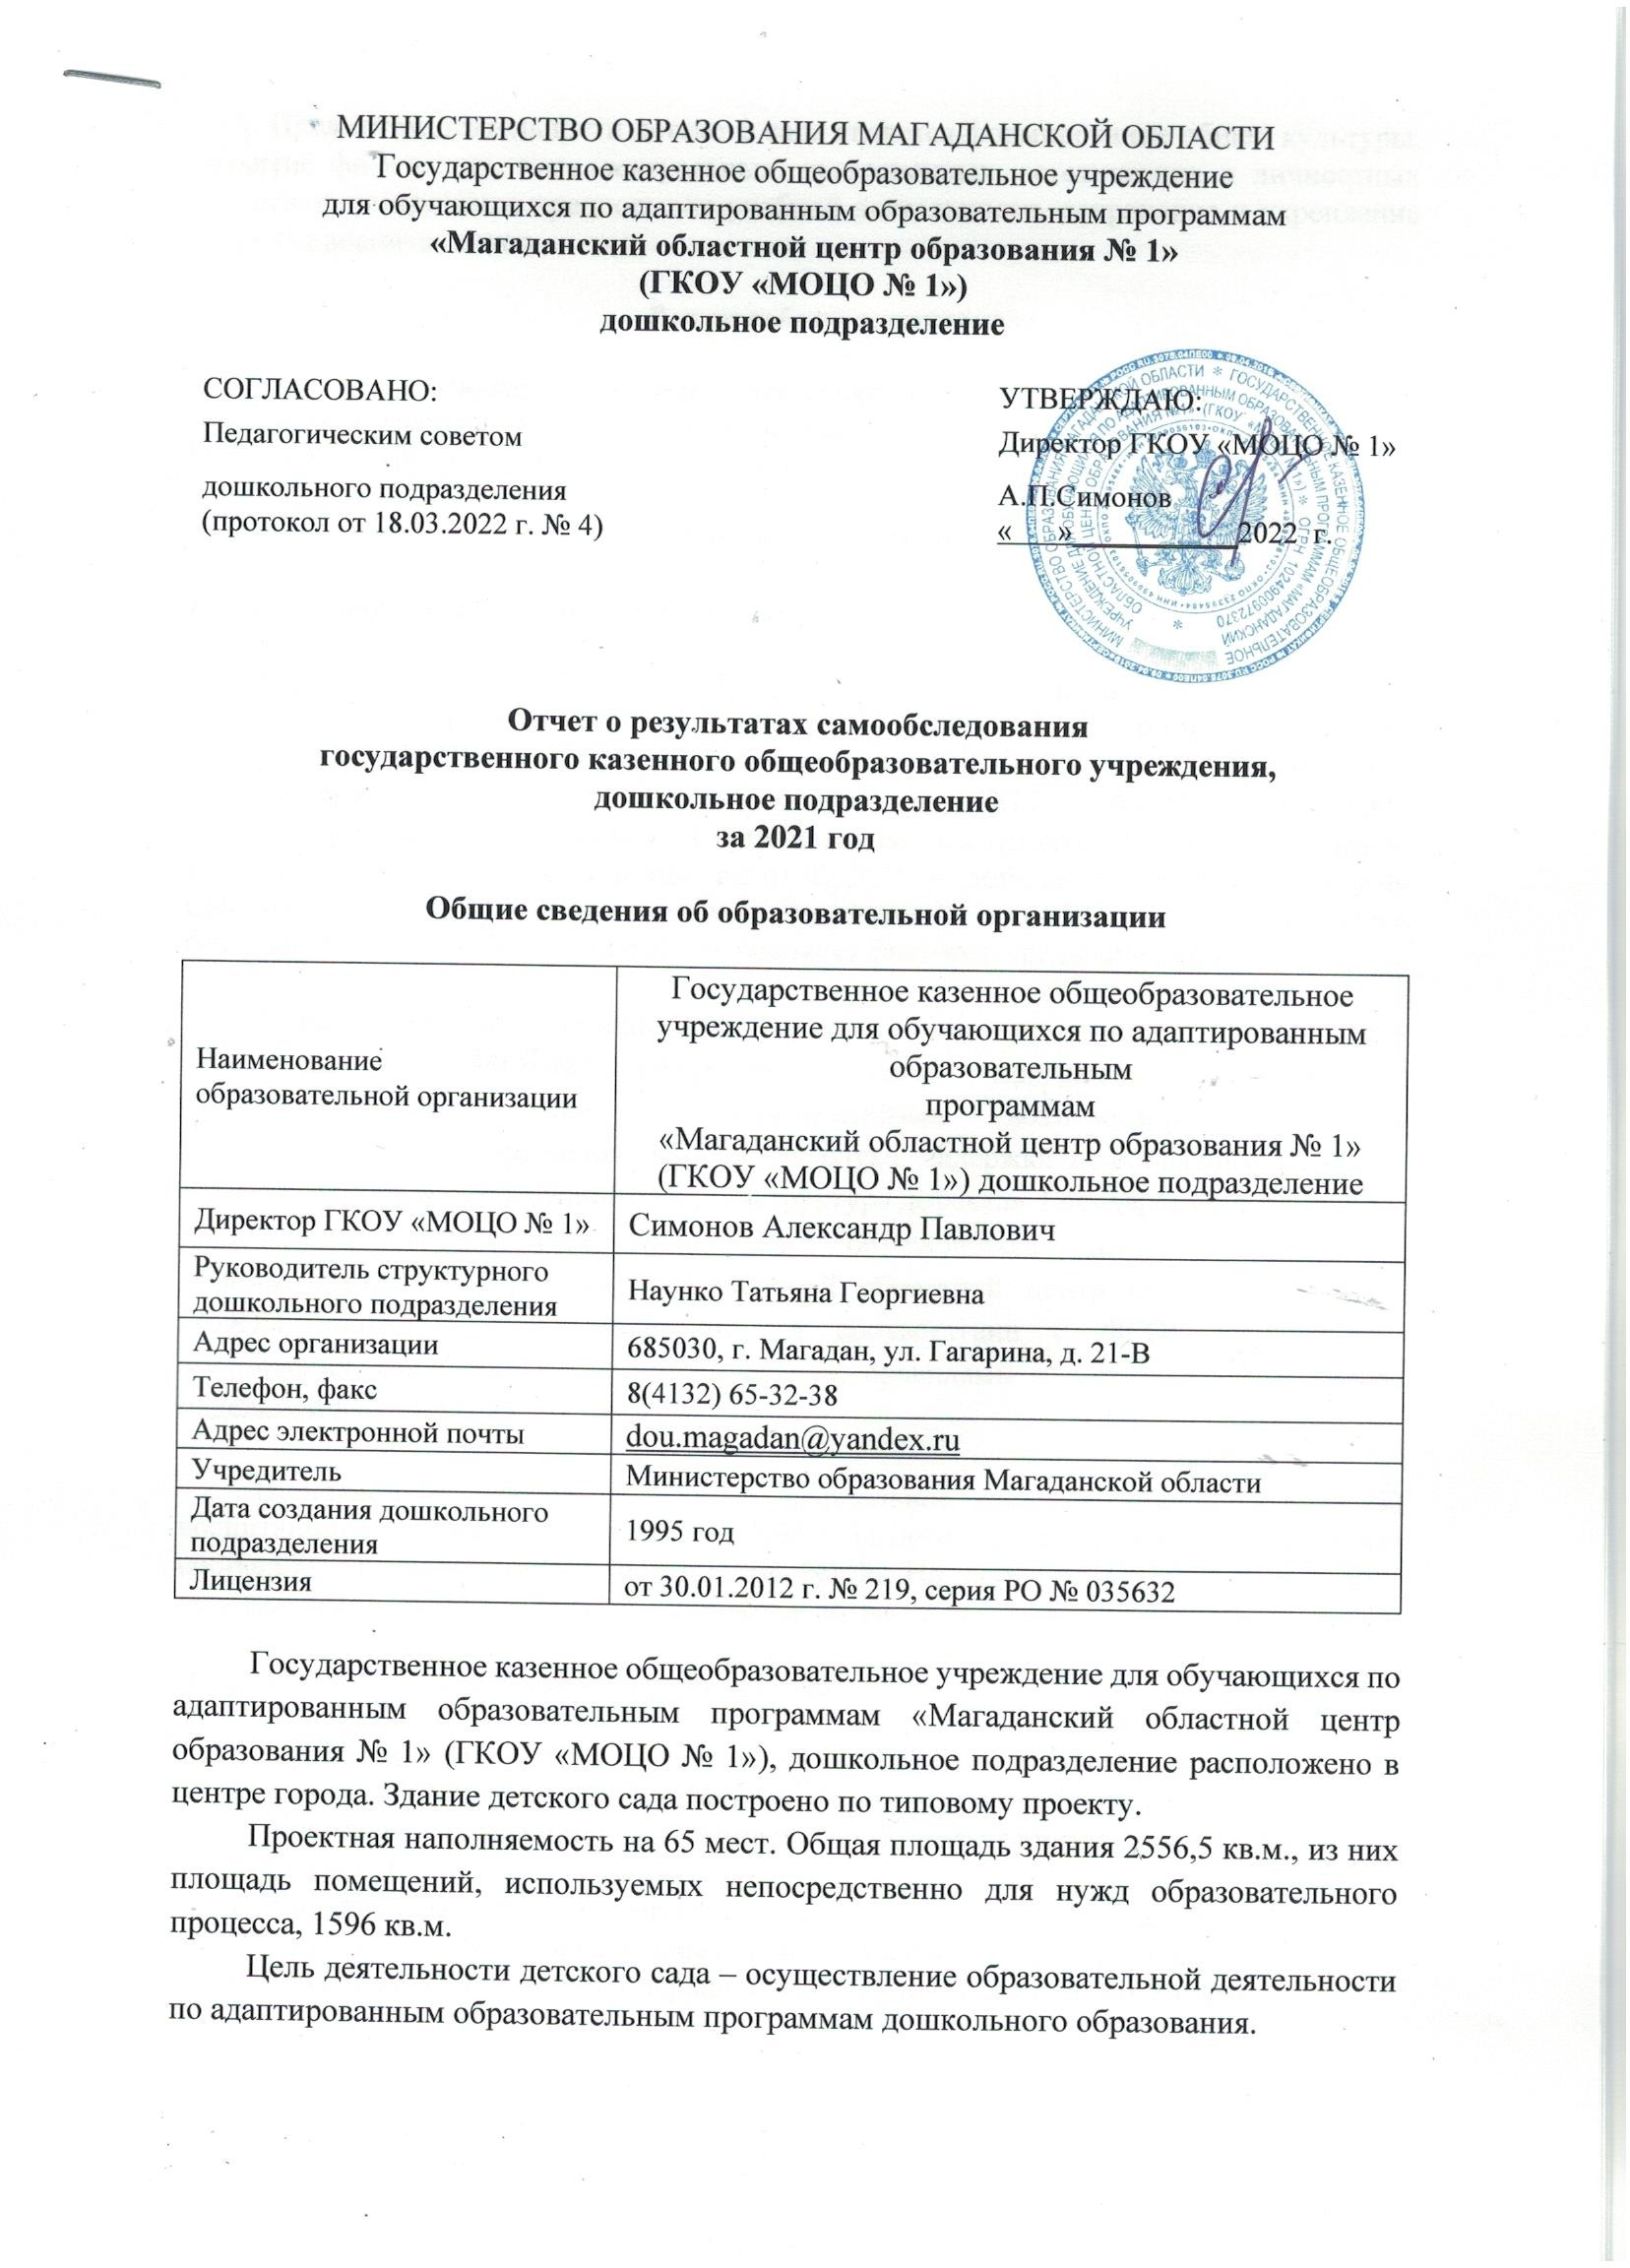 МИНИСТЕРСТВО ОБРАЗОВАНИЯ МАГАДАНСКОЙ ОБЛАСТИ
Государственное казенное общеобразовательное учреждение
для обучающихся по адаптированным образовательным программам
«Магаданский областной центр образования № 1»
(ГКОУ «МОЦО № 1»)
дошкольное подразделение
СОГЛАСОВАНО:
Педагогическим советом
дошкольного подразделения
(протокол от 18.03.2022 г. № 4)
УТВЕРЖДАЮ:
Директор ГКОУ «МОЦО № 1»
А.П.Симонов
« » 2022 г.
Отчет о результатах самообследования
государственного казенного общеобразовательного учреждения,
дошкольное подразделение
за 2021 год
Общие сведения об образовательной организации
Наименование
образовательной организации
Государственное казенное общеобразовательное
учреждение для обучающихся по адаптированным
образовательным
программам
«Магаданский областной центр образования № 1»
(ГКОУ «МОЦО № 1») дошкольное подразделение
Директор ГКОУ «МОЦО № 1»
Симонов Александр Павлович
Руководитель структурного
дошкольного подразделения
Наунко Татьяна Георгиевна
Адрес организации
685030, г. Магадан, ул. Гагарина, д. 21-В
Телефон, факс
8(4132) 65-32-38
Адрес электронной почты
dou.magadan@yandex.ru
Учредитель
Министерство образования Магаданской области
Дата создания дошкольного
подразделения
1995 год
Лицензия
от 30.01.2012 г. № 219, серия РО № 035632
Государственное казенное общеобразовательное учреждение для обучающихся по
адаптированным образовательным программам «Магаданский областной центр
образования № 1» (ГКОУ «МОЦО № 1»), дошкольное подразделение расположено в
центре города. Здание детского сада построено по типовому проекту.
Проектная наполняемость на 65 мест. Общая площадь здания 2556,5 кв.м., из них
площадь помещений, используемых непосредственно для нужд образовательного
процесса, 1596 кв.м.
Цель деятельности детского сада – осуществление образовательной деятельности
по адаптированным образовательным программам дошкольного образования.